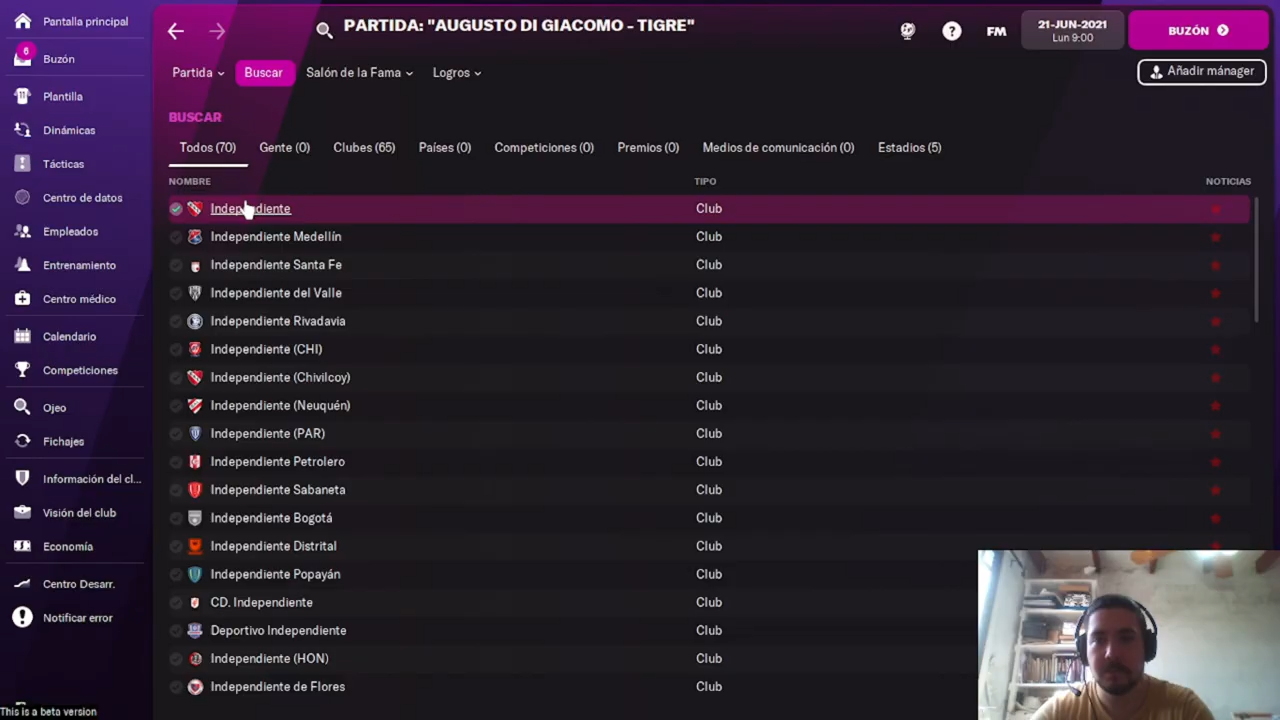 Pantalla principal
6
Buzón
Plantilla
Dinámicas
Tácticas
Centro de datos
Empleados
Entrenamiento
Centro médico
Calendario
Competiciones
Ojeo
Fichajes
Información del cl...
Visión del club
Economía
Centro Desarr.
Notificar error
This is a beta version
PARTIDA: "AUGUSTO DI GIACOMO - TIGRE"
?
FM
21-JUN-2021
Lun 9:00
BUZÓN
Partida
Buscar
Salón de la Fama
Logros
Añadir mánager
BUSCAR
Todos (70) Gente (0) Clubes (65) Países (0) Competiciones (0) Premios (0) Medios de comunicación (0) Estadios (5)
NOMBRE TIPO NOTICIAS
Independiente Club
Independiente Medellín Club
Independiente Santa Fe Club
Independiente del Valle Club
Independiente Rivadavia Club
Independiente (CHI) Club
Independiente (Chivilcoy) Club
Independiente (Neuquén) Club
Independiente (PAR) Club
Independiente Petrolero Club
Independiente Sabaneta Club
Independiente Bogotá Club
Independiente Distrital Club
Independiente Popayán Club
CD. Independiente Club
Deportivo Independiente Club
Independiente (HON) Club
Independiente de Flores Club